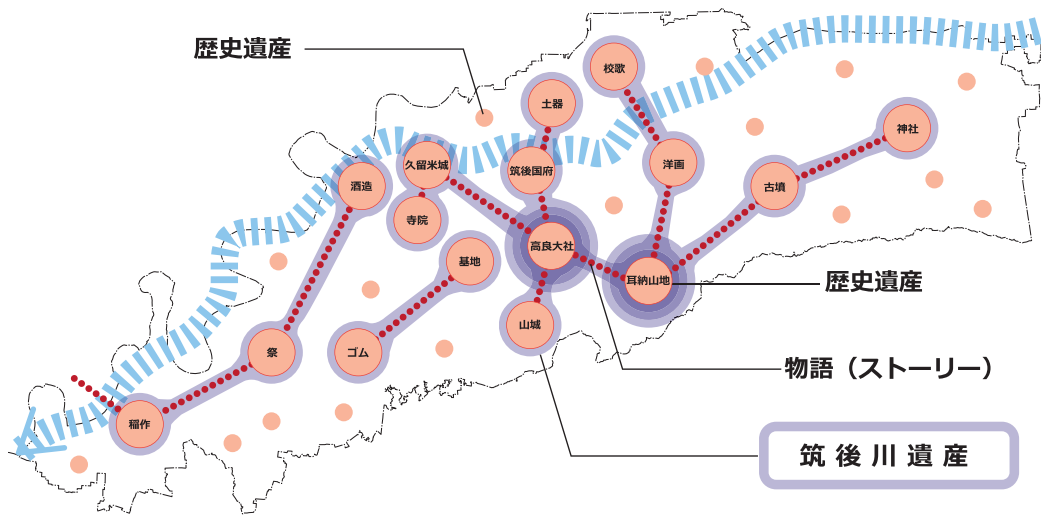 歴史遺産
校歌
土器
神社
久留米城
筑後国府
洋画
酒造
古墳
寺院
高良大社
基地
耳納山地
歴史遺産
山城
祭
ゴム
物語（ストーリー）
稲作
筑後川遺産